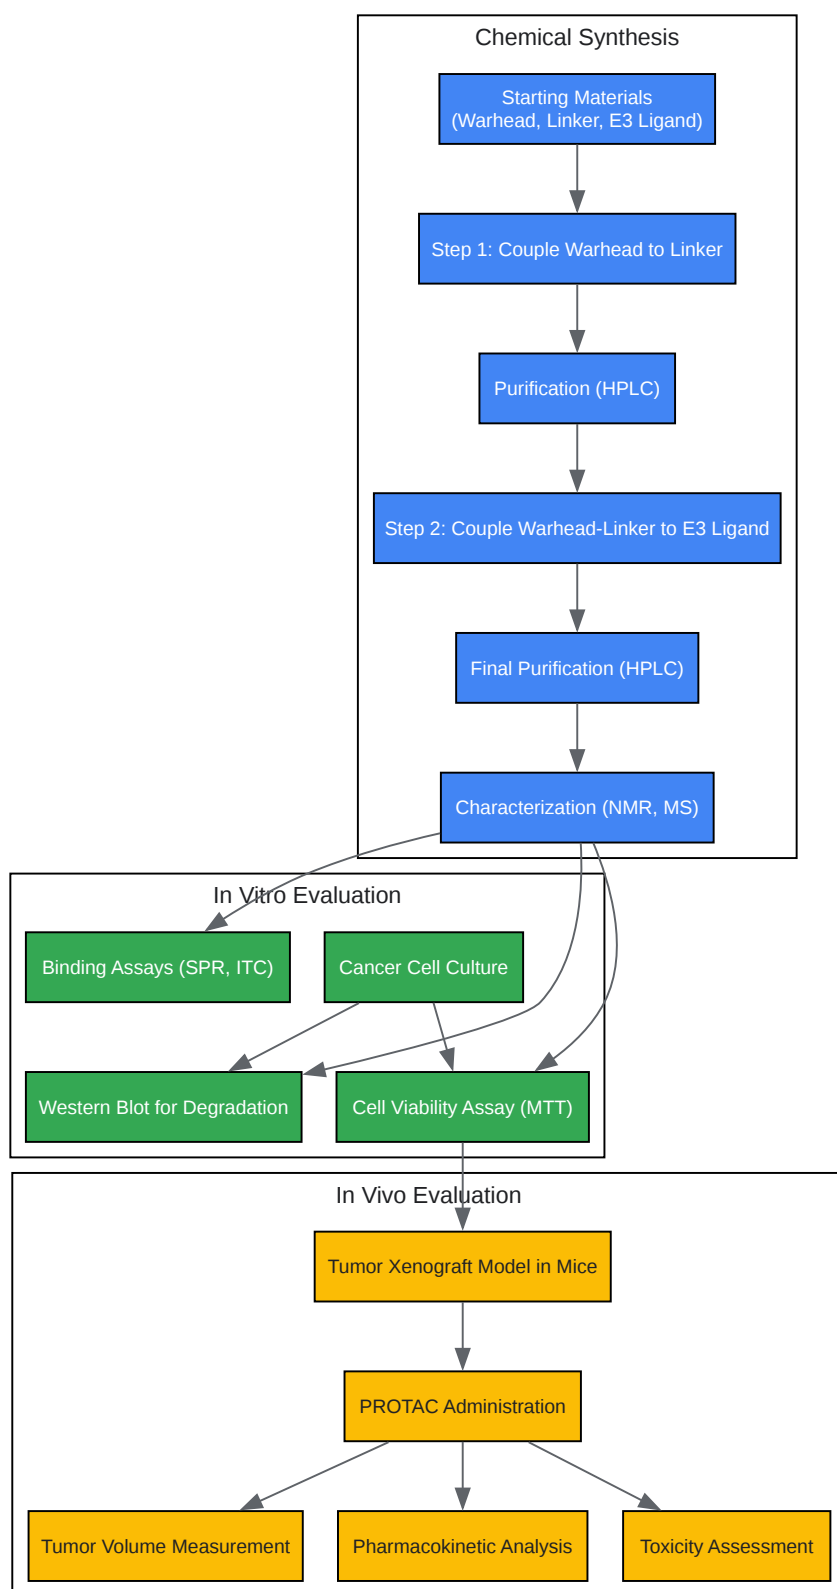 Chemical Synthesis
Starting Materials
(Warhead, Linker, E3 Ligand)
Step 1: Couple Warhead to Linker
Purification (HPLC)
Step 2: Couple Warhead-Linker to E3 Ligand
Final Purification (HPLC)
Characterization (NMR, MS)
In Vitro Evaluation
Binding Assays (SPR, ITC)
Cancer Cell Culture
Western Blot for Degradation
Cell Viability Assay (MTT)
In Vivo Evaluation
Tumor Xenograft Model in Mice
PROTAC Administration
Tumor Volume Measurement
Pharmacokinetic Analysis
Toxicity Assessment